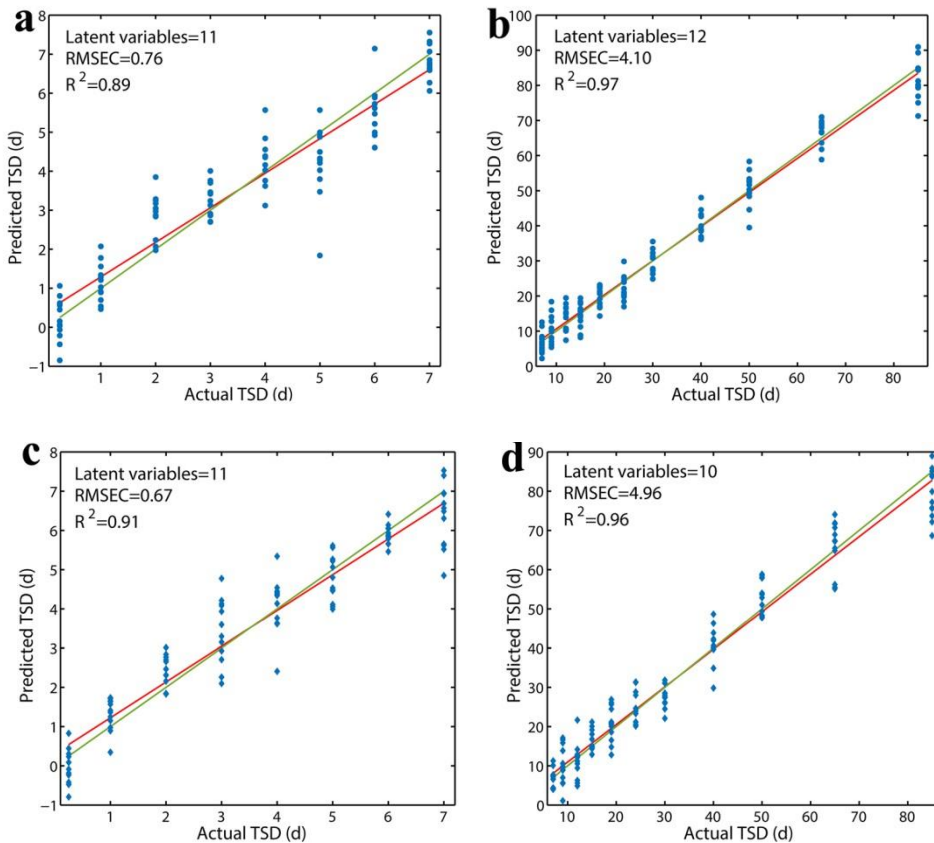 a
Latent variables=11
RMSEC=0.76
R²=0.89
8
7
6
5
4
3
2
1
0
−1
1 2 3 4 5 6 7
Predicted TSD (d)
Actual TSD (d)
b
Latent variables=12
RMSEC=4.10
R²=0.97
100
90
80
70
60
50
40
30
20
10
0
10 20 30 40 50 60 70 80
Predicted TSD (d)
Actual TSD (d)
c
Latent variables=11
RMSEC=0.67
R²=0.91
8
7
6
5
4
3
2
1
0
−1
1 2 3 4 5 6 7
Predicted TSD (d)
Actual TSD (d)
d
Latent variables=10
RMSEC=4.96
R²=0.96
90
80
70
60
50
40
30
20
10
0
10 20 30 40 50 60 70 80
Predicted TSD (d)
Actual TSD (d)